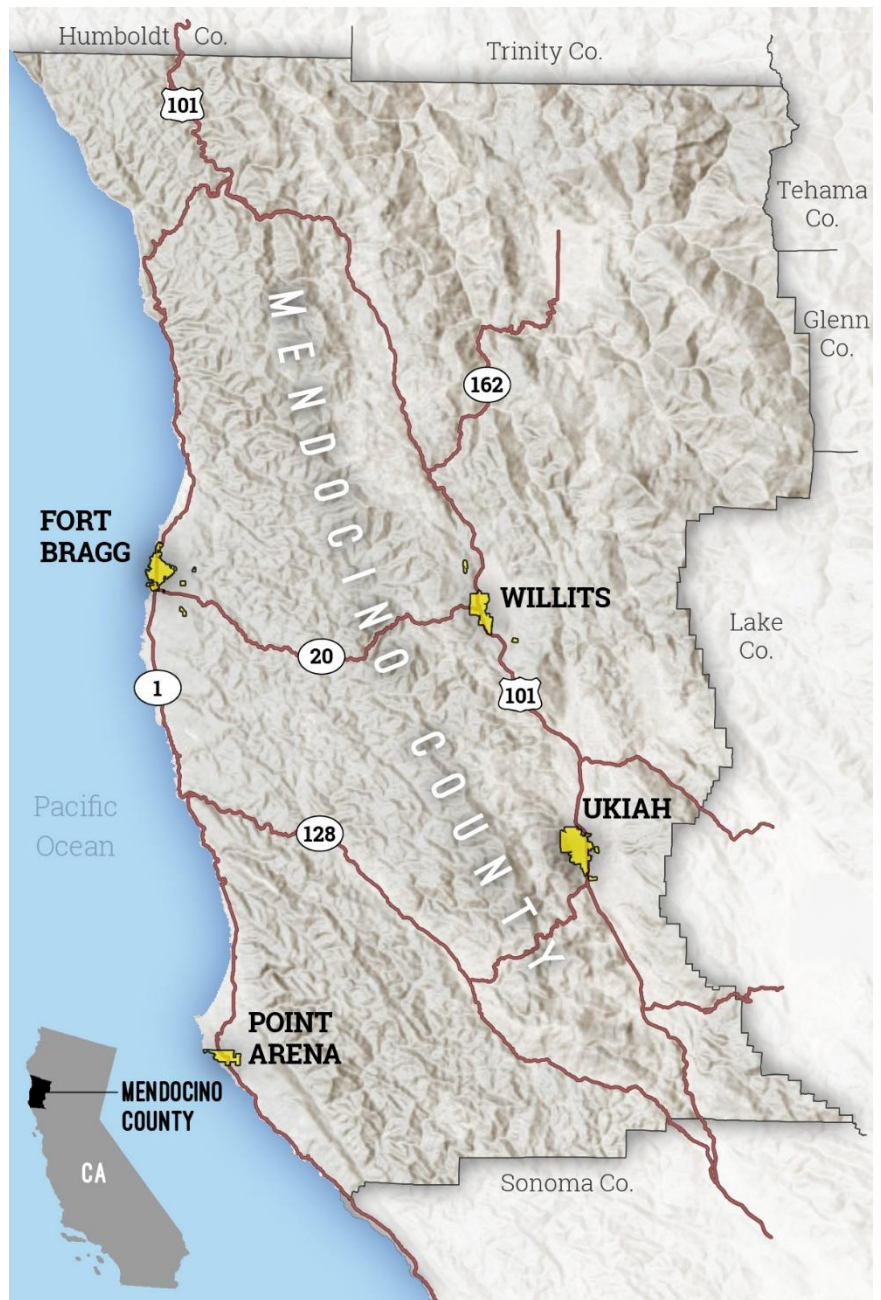 Humboldt Co.
Trinity Co.
101
Tehama
Co.
Glenn
Co.
MENDOCINO COUNTY
162
FORT
BRAGG
WILLITS
20
Lake
Co.
1
101
Pacific
Ocean
UKIAH
128
POINT
ARENA
MENDOCINO
COUNTY
CA
Sonoma Co.